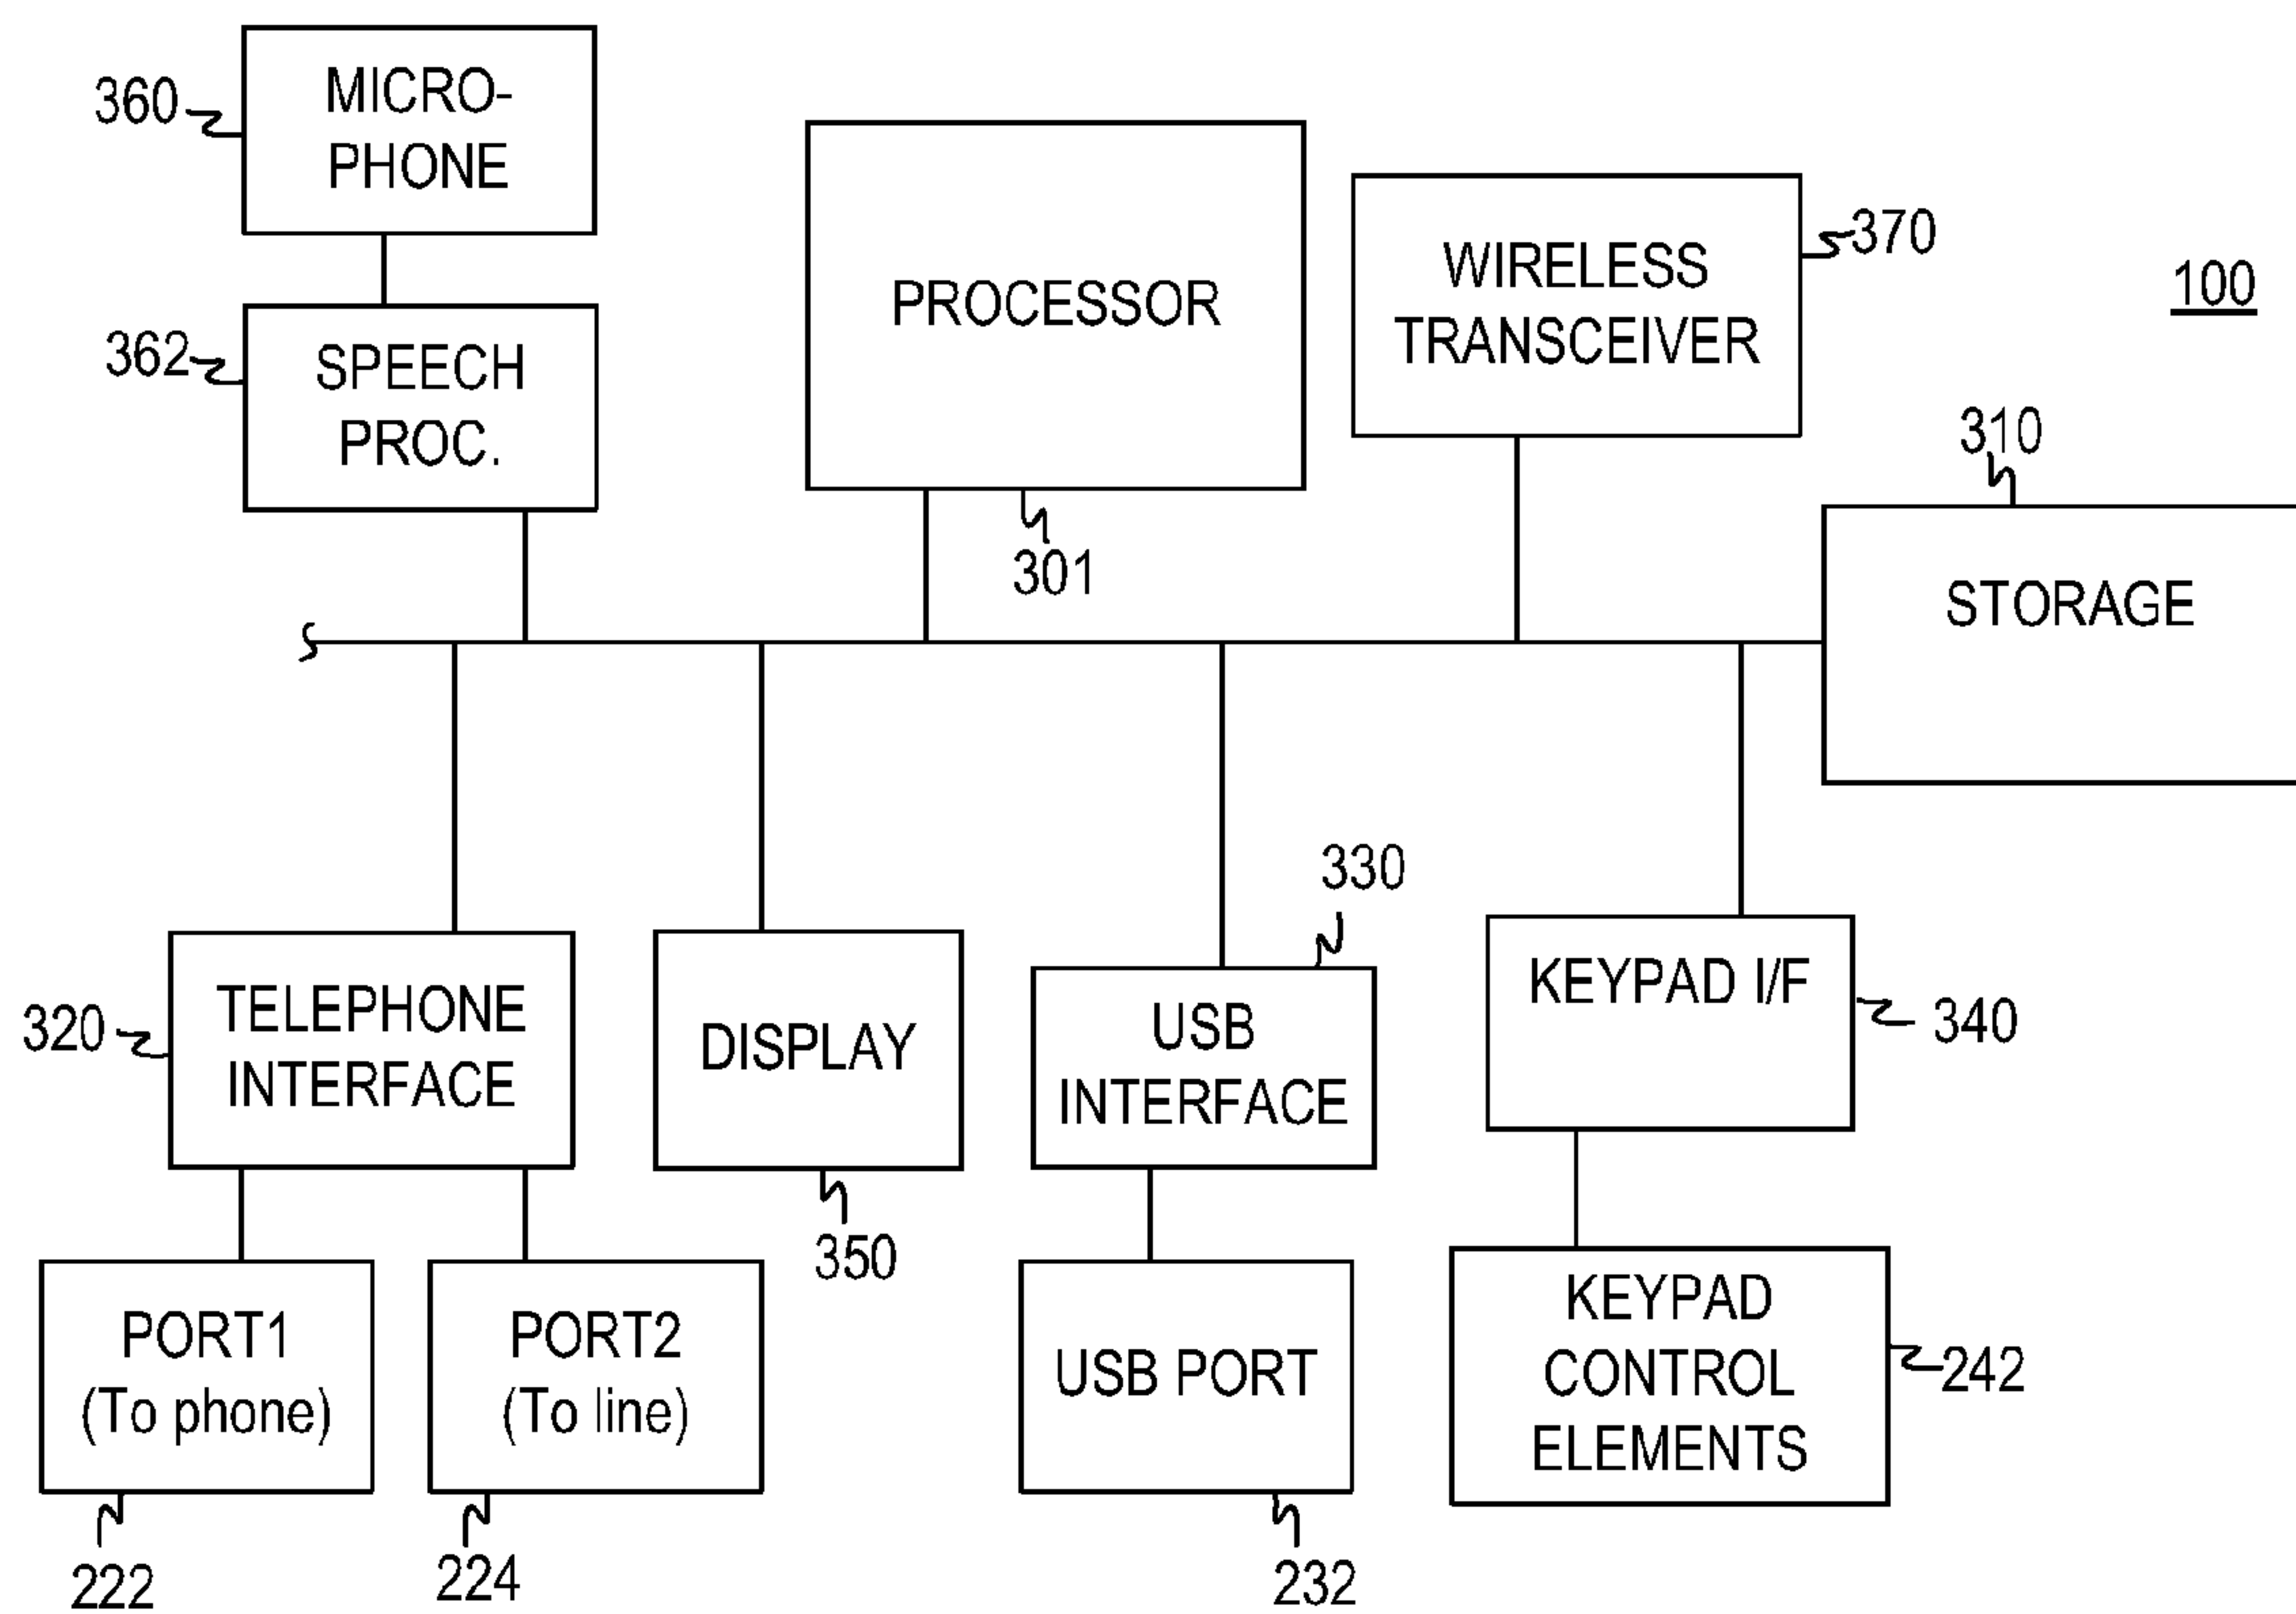 360
MICRO-
PHONE
362
SPEECH
PROC.
PROCESSOR
301
WIRELESS
TRANSCEIVER
370
100
310
STORAGE
320
TELEPHONE
INTERFACE
DISPLAY
350
330
USB
INTERFACE
KEYPAD I/F
340
PORT1
(To phone)
222
PORT2
(To line)
224
USB PORT
232
KEYPAD
CONTROL
ELEMENTS
242